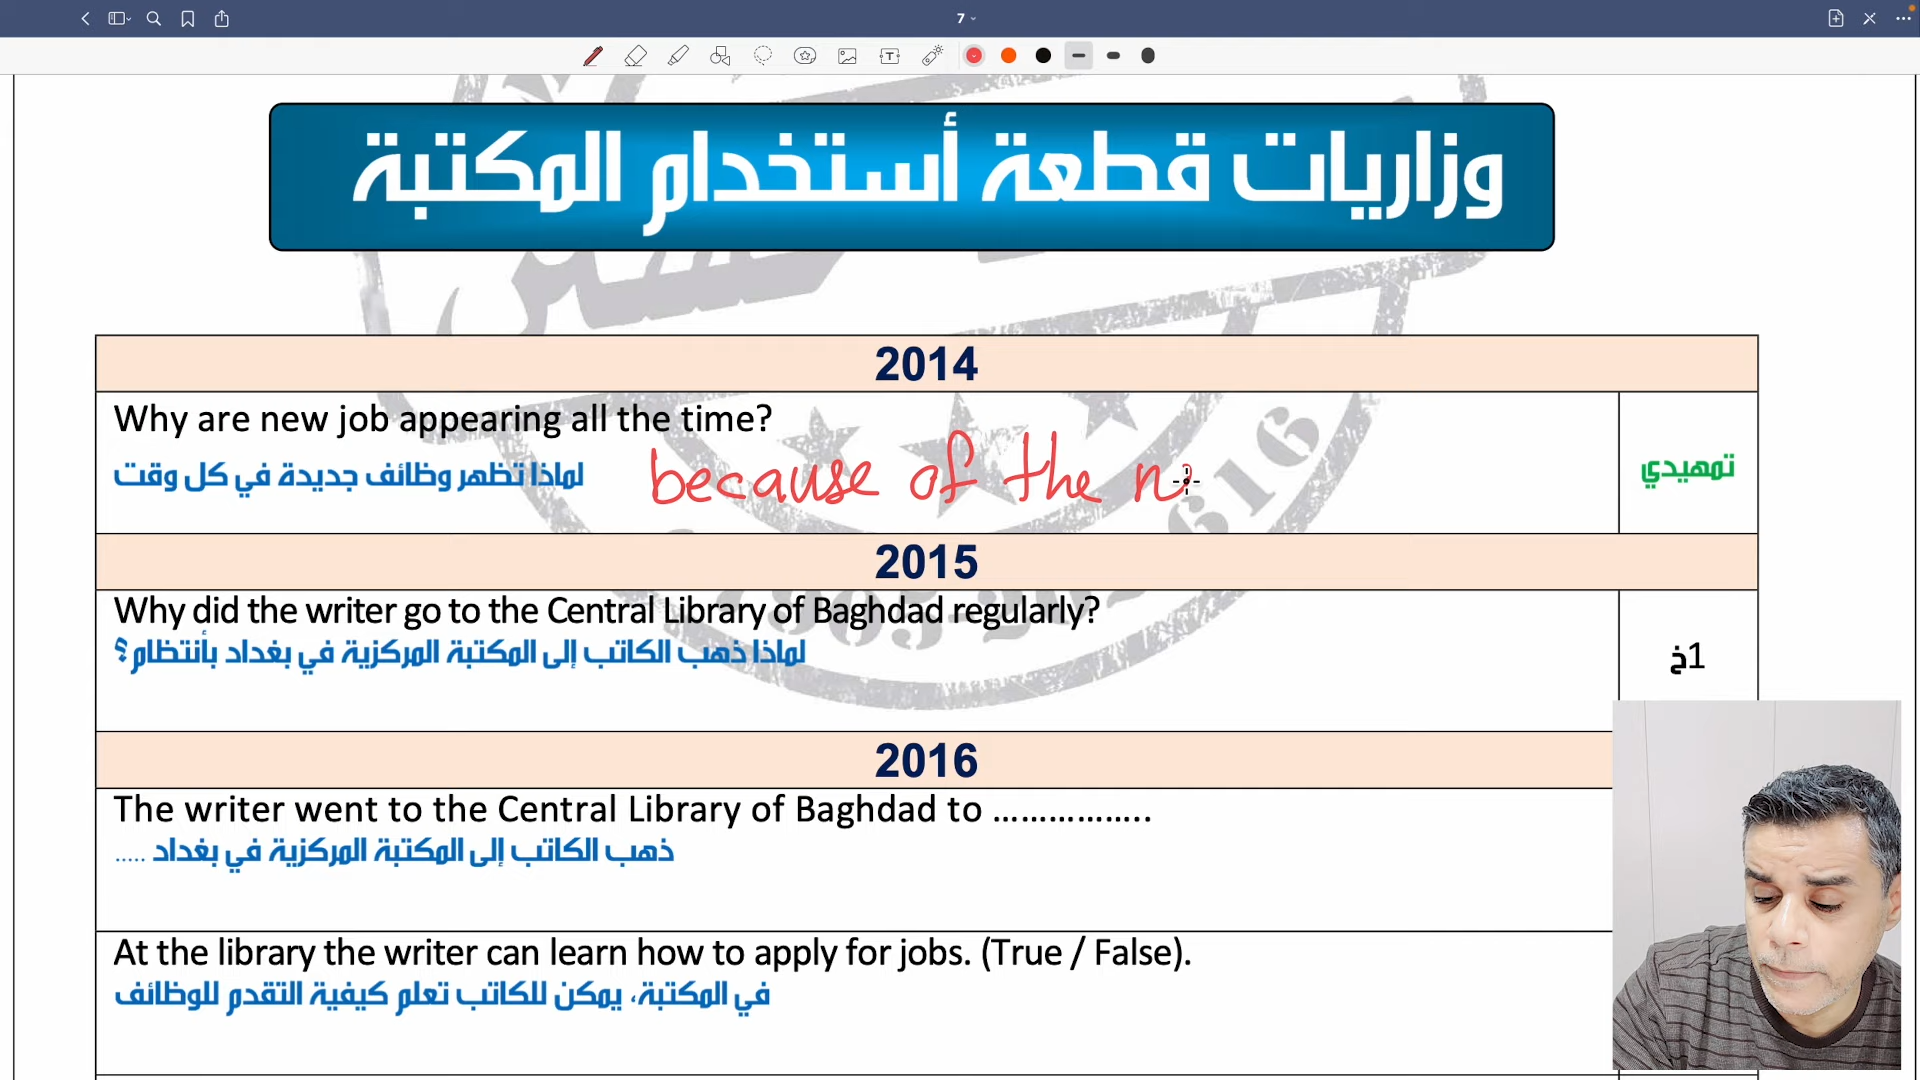 7
وزاريات قطعة أستخدام المكتبة
2014
Why are new job appearing all the time?
لماذا تظهر وظائف جديدة في كل وقت
because of the n
تمهيدي
2015
Why did the writer go to the Central Library of Baghdad regularly?
لماذا ذهب الكاتب إلى المكتبة المركزية في بغداد بأنتظام؟
خ1
2016
The writer went to the Central Library of Baghdad to ……………..
ذهب الكاتب إلى المكتبة المركزية في بغداد .....
At the library the writer can learn how to apply for jobs. (True / False).
في المكتبة، يمكن للكاتب تعلم كيفية التقدم للوظائف